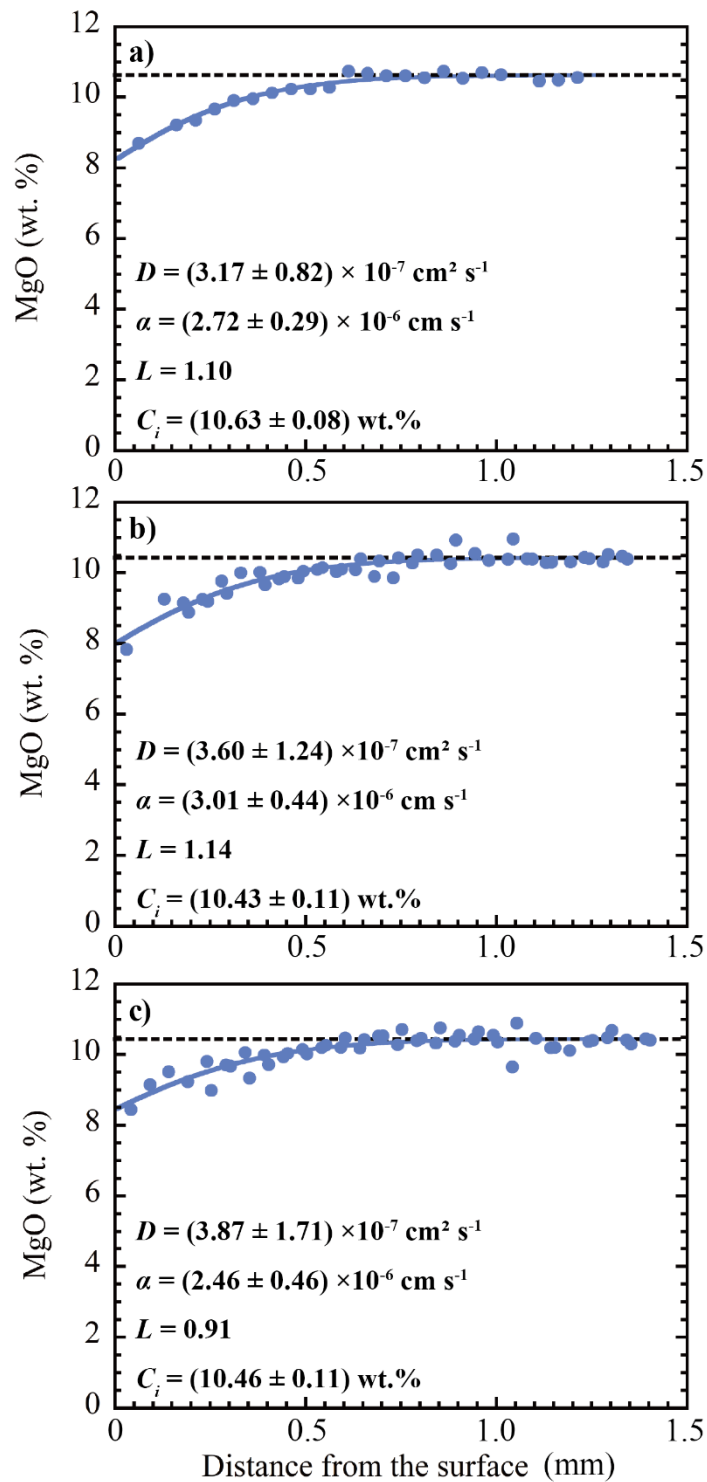 12
a)
10
8
6
4
2
0
MgO (wt. %)
D = (3.17 ± 0.82) × 10⁻⁷ cm² s⁻¹
α = (2.72 ± 0.29) × 10⁻⁶ cm s⁻¹
L = 1.10
Cᵢ = (10.63 ± 0.08) wt.%
0 0.5 1.0 1.5
12
b)
10
8
6
4
2
0
MgO (wt. %)
D = (3.60 ± 1.24) ×10⁻⁷ cm² s⁻¹
α = (3.01 ± 0.44) ×10⁻⁶ cm s⁻¹
L = 1.14
Cᵢ = (10.43 ± 0.11) wt.%
0 0.5 1.0 1.5
12
c)
10
8
6
4
2
0
MgO (wt. %)
D = (3.87 ± 1.71) ×10⁻⁷ cm² s⁻¹
α = (2.46 ± 0.46) ×10⁻⁶ cm s⁻¹
L = 0.91
Cᵢ = (10.46 ± 0.11) wt.%
0 0.5 1.0 1.5
Distance from the surface (mm)